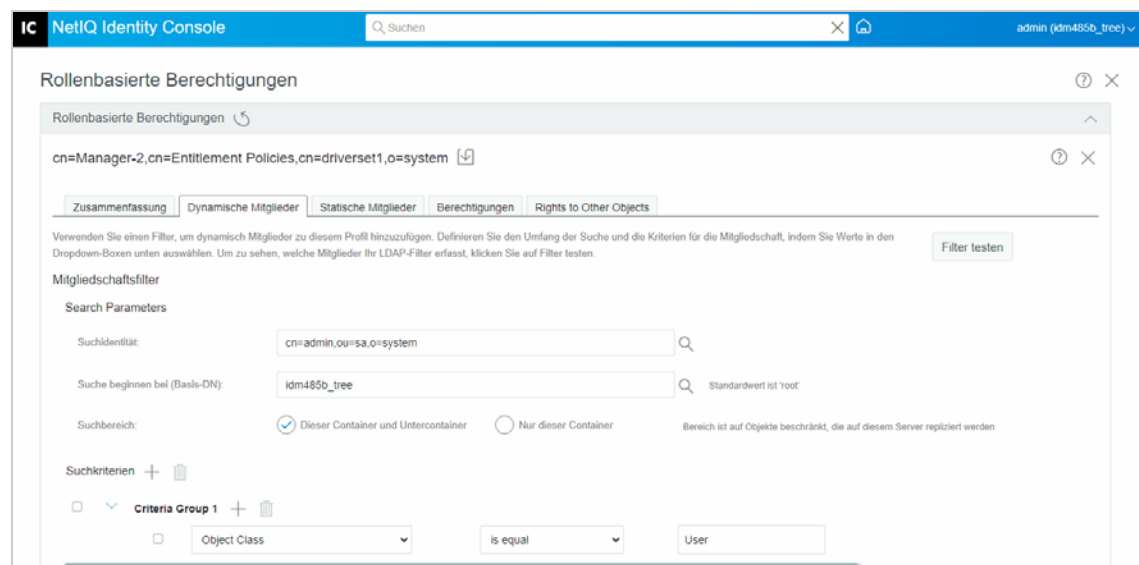 IC NetIQ Identity Console Suchen admin (idm485b_tree)
Rollenbasierte Berechtigungen
Rollenbasierte Berechtigungen
cn=Manager-2,cn=Entitlement Policies,cn=driverset1,o=system
Zusammenfassung Dynamische Mitglieder Statische Mitglieder Berechtigungen Rights to Other Objects
Verwenden Sie einen Filter, um dynamisch Mitglieder zu diesem Profil hinzuzufügen. Definieren Sie den Umfang der Suche und die Kriterien für die Mitgliedschaft, indem Sie Werte in den
Dropdown-Boxen unten auswählen. Um zu sehen, welche Mitglieder Ihr LDAP-Filter erfasst, klicken Sie auf Filter testen.
Filter testen
Mitgliedschaftsfilter
Search Parameters
Suchidentität: cn=admin,ou=sa,o=system
Suche beginnen bei (Basis-DN): idm485b_tree Standardwert ist 'root'
Suchbereich: Dieser Container und Untercontainer Nur dieser Container Bereich ist auf Objekte beschränkt, die auf diesem Server repliziert werden
Suchkriterien
Criteria Group 1
Object Class is equal User